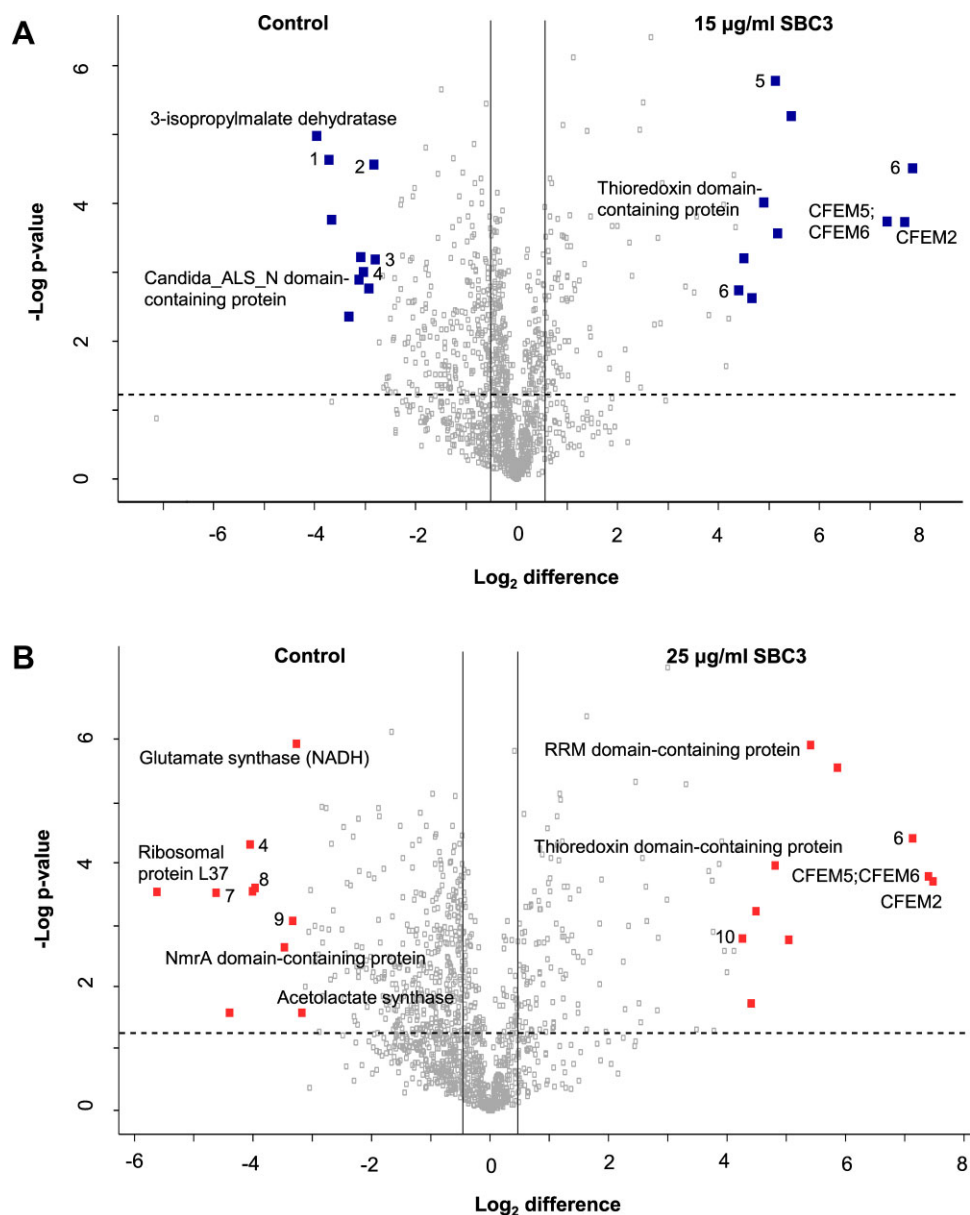 A
Control
15 µg/ml SBC3
6
5
3-isopropylmalate dehydratase
1
2
6
4
Thioredoxin domain-
containing protein
CFEM5;
CFEM6
CFEM2
-Log p-value
3
4
Candida_ALS_N domain-
containing protein
6
2
0
-6
-4
-2
0
2
4
6
8
Log2 difference
B
Control
25 µg/ml SBC3
6
Glutamate synthase (NADH)
RRM domain-containing protein
4
6
Ribosomal
protein L37
Thioredoxin domain-containing protein
4
8
7
CFEM5;CFEM6
CFEM2
-Log p-value
9
10
NmrA domain-containing protein
2
Acetolactate synthase
0
-6
-4
-2
0
2
4
6
8
Log2 difference